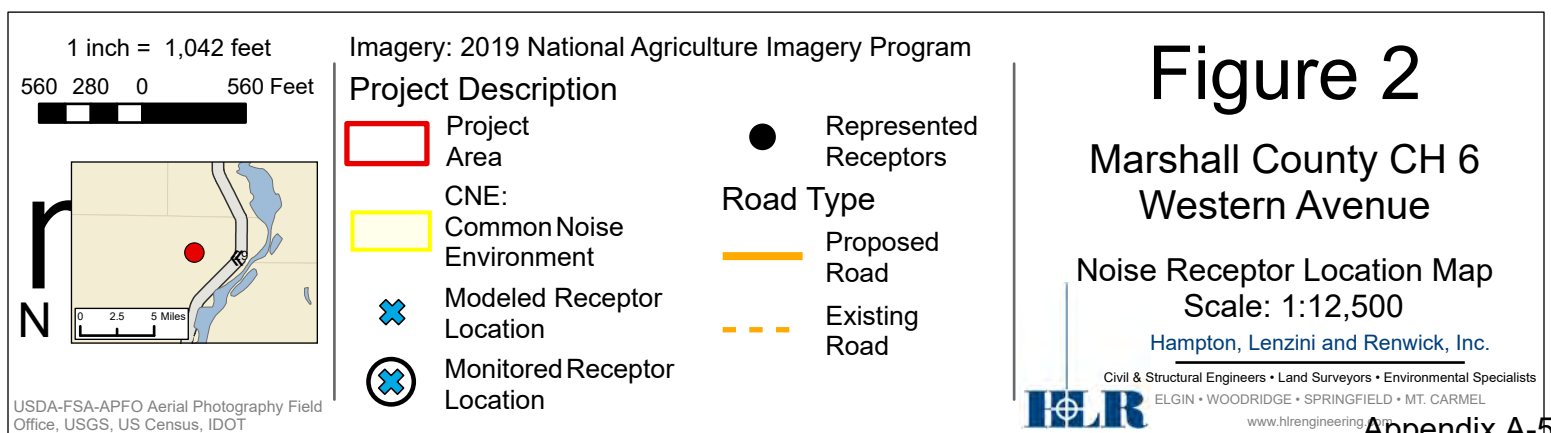 1 inch = 1,042 feet
560 280 0 560 Feet
r
N
0 2.5 5 Miles
USDA-FSA-APFO Aerial Photography Field
Office, USGS, US Census, IDOT
Imagery: 2019 National Agriculture Imagery Program
Project Description
Project
Area
CNE:
Common Noise
Environment
Modeled Receptor
Location
Monitored Receptor
Location
Represented
Receptors
Road Type
Proposed
Road
Existing
Road
Figure 2
Marshall County CH 6
Western Avenue
Noise Receptor Location Map
Scale: 1:12,500
Hampton, Lenzini and Renwick, Inc.
Civil & Structural Engineers • Land Surveyors • Environmental Specialists
ELGIN • WOODRIDGE • SPRINGFIELD • MT. CARMEL
www.hlrengineering.com
HLR
Appendix A-5